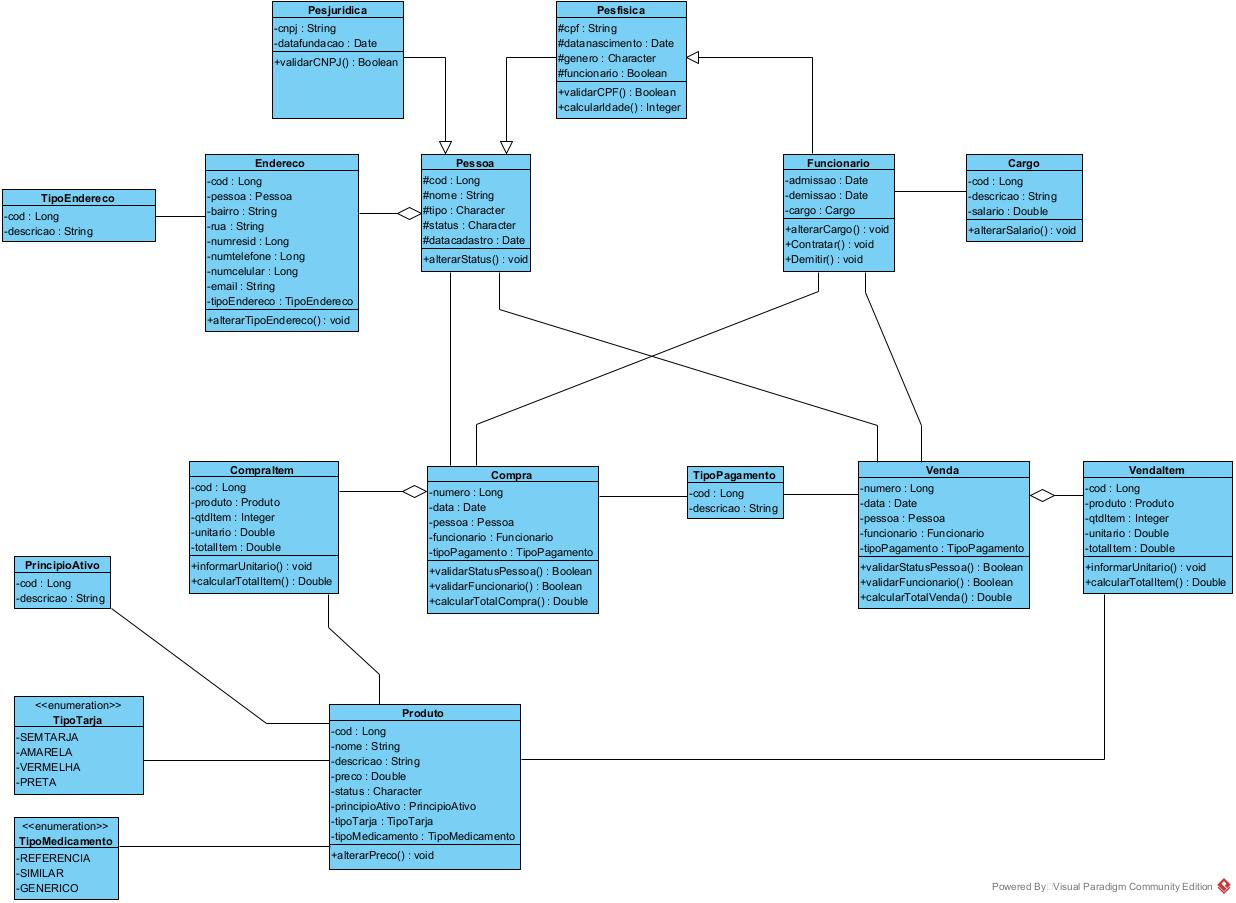 Pesjuridica
-cnpj : String
-datafundacao : Date
+validarCNPJ() : Boolean
Pesfisica
#cpf : String
#datanascimento : Date
#genero : Character
#funcionario : Boolean
+validarCPF() : Boolean
+calcularIdade() : Integer
TipoEndereco
-cod : Long
-descricao : String
Endereco
-cod : Long
-pessoa : Pessoa
-bairro : String
-rua : String
-numresid : Long
-numtelefone : Long
-numcelular : Long
-email : String
-tipoEndereco : TipoEndereco
+alterarTipoEndereco() : void
Pessoa
#cod : Long
#nome : String
#tipo : Character
#status : Character
#datacadastro : Date
+alterarStatus() : void
Funcionario
-admissao : Date
-demissao : Date
-cargo : Cargo
+alterarCargo() : void
+Contratar() : void
+Demitir() : void
Cargo
-cod : Long
-descricao : String
-salario : Double
+alterarSalario() : void
CompraItem
-cod : Long
-produto : Produto
-qtdItem : Integer
-unitario : Double
-totalItem : Double
+informarUnitario() : void
+calcularTotalItem() : Double
Compra
-numero : Long
-data : Date
-pessoa : Pessoa
-funcionario : Funcionario
-tipoPagamento : TipoPagamento
+validarStatusPessoa() : Boolean
+validarFuncionario() : Boolean
+calcularTotalCompra() : Double
TipoPagamento
-cod : Long
-descricao : String
Venda
-numero : Long
-data : Date
-pessoa : Pessoa
-funcionario : Funcionario
-tipoPagamento : TipoPagamento
+validarStatusPessoa() : Boolean
+validarFuncionario() : Boolean
+calcularTotalVenda() : Double
VendaItem
-cod : Long
-produto : Produto
-qtdItem : Integer
-unitario : Double
-totalItem : Double
+informarUnitario() : void
+calcularTotalItem() : Double
PrincipioAtivo
-cod : Long
-descricao : String
<<enumeration>>
TipoTarja
-SEMTARJA
-AMARELA
-VERMELHA
-PRETA
Produto
-cod : Long
-nome : String
-descricao : String
-preco : Double
-status : Character
-principioAtivo : PrincipioAtivo
-tipoTarja : TipoTarja
-tipoMedicamento : TipoMedicamento
+alterarPreco() : void
<<enumeration>>
TipoMedicamento
-REFERENCIA
-SIMILAR
-GENERICO
Powered By Visual Paradigm Community Edition